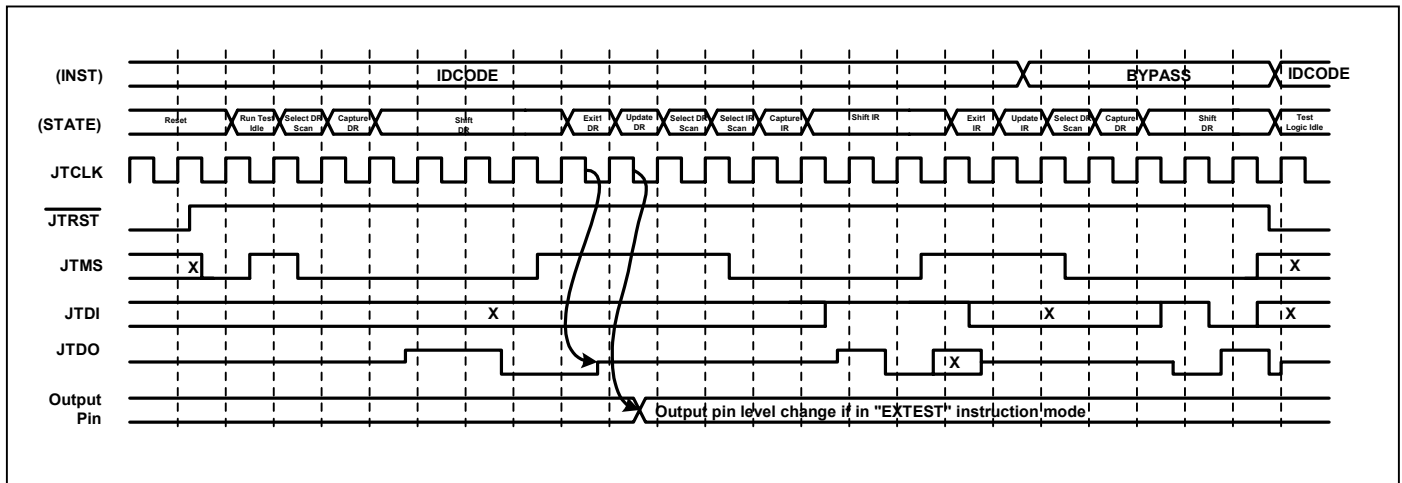 (INST)
IDCODE
BYPASS
IDCODE
(STATE)
Reset
Run Test
Idle
Select DR
Scan
Capture
DR
Shift
DR
Exit1
DR
Update
DR
Select DR
Scan
Select IR
Scan
Capture
IR
Shift IR
Exit1
IR
Update
IR
Select DR
Scan
Capture
DR
Shift
DR
Test
Logic Idle
JTCLK
JTRST
JTMS
X
X
JTDI
X
X
X
JTDO
X
Output
Pin
Output pin level change if in "EXTEST" instruction mode